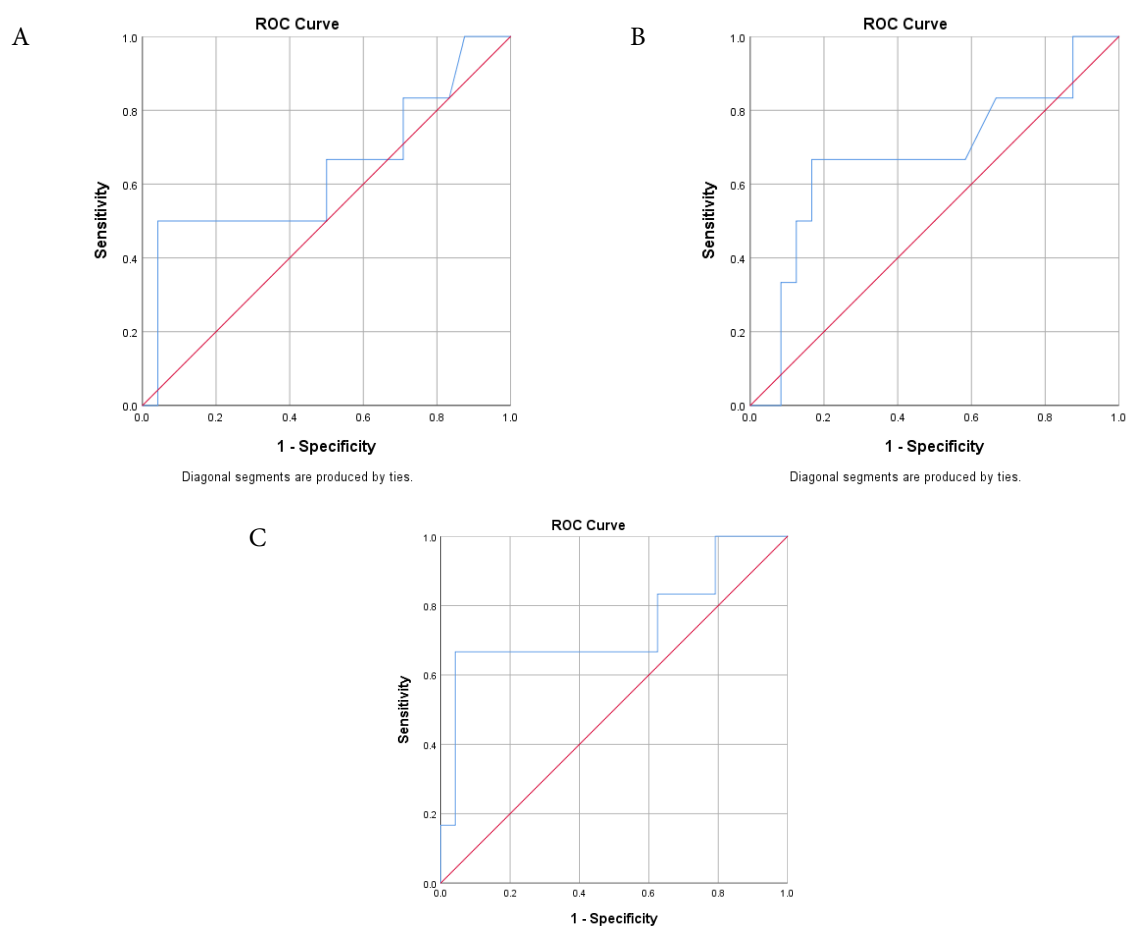 A
ROC Curve
1.0
0.8
0.6
0.4
0.2
0.0
Sensitivity
0.0 0.2 0.4 0.6 0.8 1.0
1 - Specificity
Diagonal segments are produced by ties.
B
ROC Curve
1.0
0.8
0.6
0.4
0.2
0.0
Sensitivity
0.0 0.2 0.4 0.6 0.8 1.0
1 - Specificity
Diagonal segments are produced by ties.
C
ROC Curve
1.0
0.8
0.6
0.4
0.2
0.0
Sensitivity
0.0 0.2 0.4 0.6 0.8 1.0
1 - Specificity